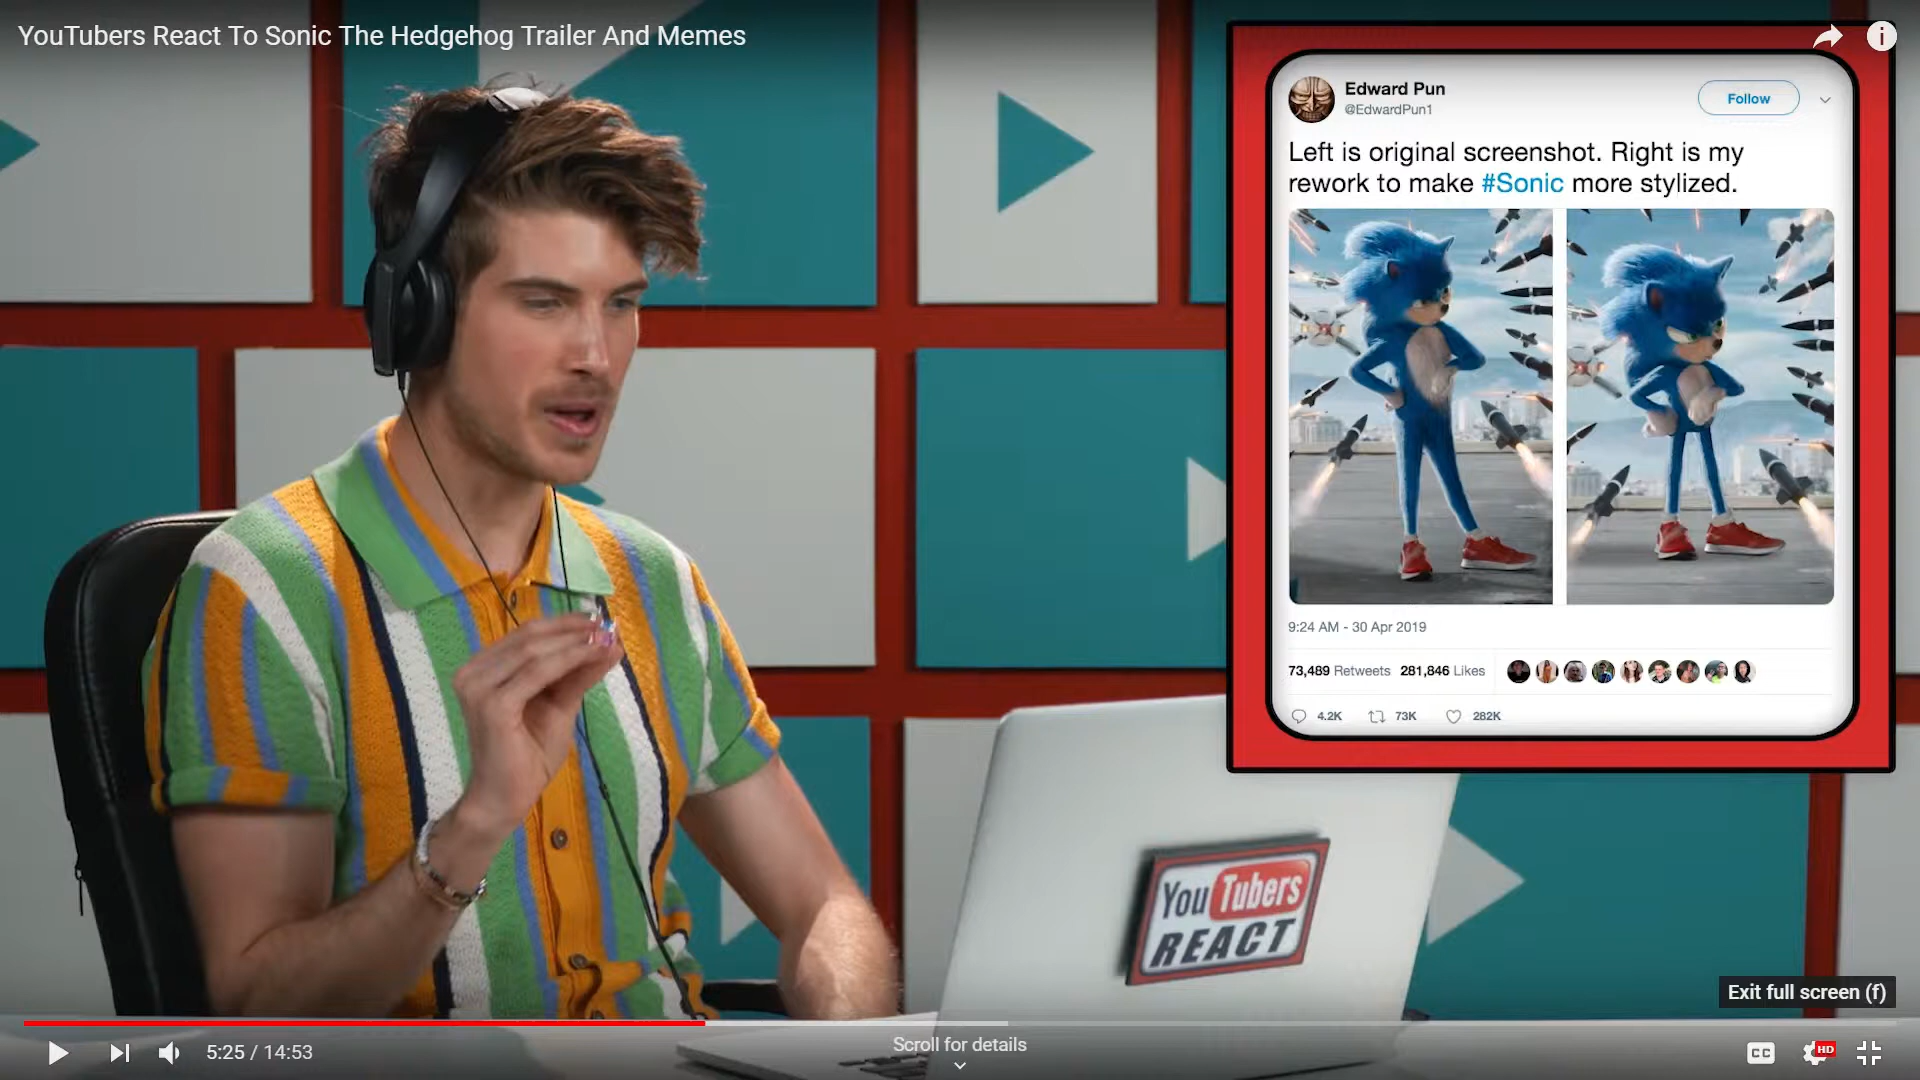 YouTubers React To Sonic The Hedgehog Trailer And Memes
Edward Pun
@EdwardPun1
Follow
Left is original screenshot. Right is my
rework to make #Sonic more stylized.
9:24 AM - 30 Apr 2019
73,489 Retweets 281,846 Likes
4.2K 73K 282K
YouTubers
REACT
Exit full screen (f)
5:25 / 14:53
Scroll for details
CC
HD